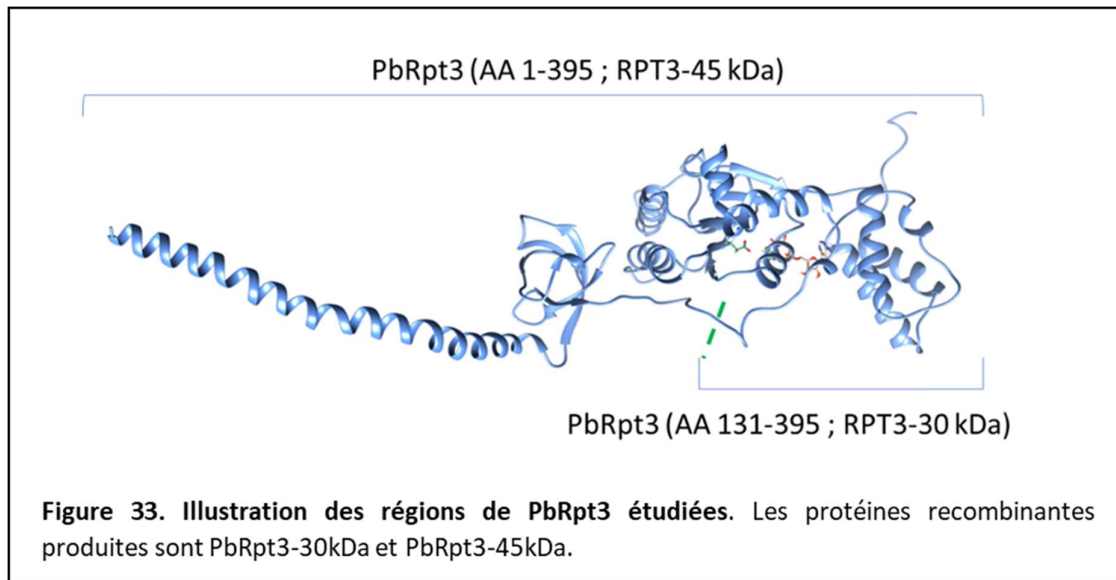 PbRpt3 (AA 1-395 ; RPT3-45 kDa)
PbRpt3 (AA 131-395 ; RPT3-30 kDa)
Figure 33. Illustration des régions de PbRpt3 étudiées. Les protéines recombinantes
produites sont PbRpt3-30kDa et PbRpt3-45kDa.